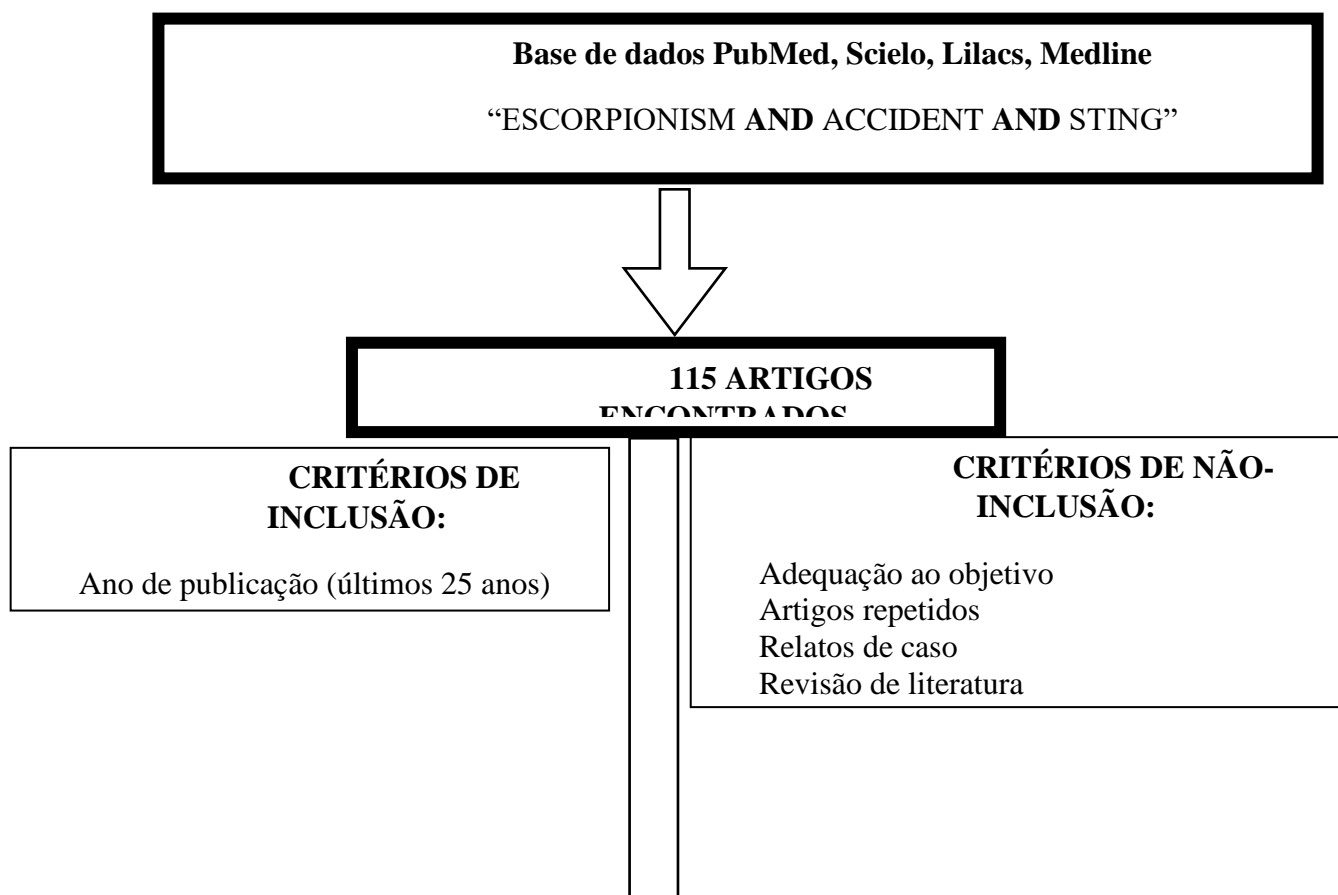 Base de dados PubMed, Scielo, Lilacs, Medline
“ESCORPIONISM AND ACCIDENT AND STING”
115 ARTIGOS
ENCONTRADOS
CRITÉRIOS DE
INCLUSÃO:
Ano de publicação (últimos 25 anos)
CRITÉRIOS DE NÃO-
INCLUSÃO:
Adequação ao objetivo
Artigos repetidos
Relatos de caso
Revisão de literatura